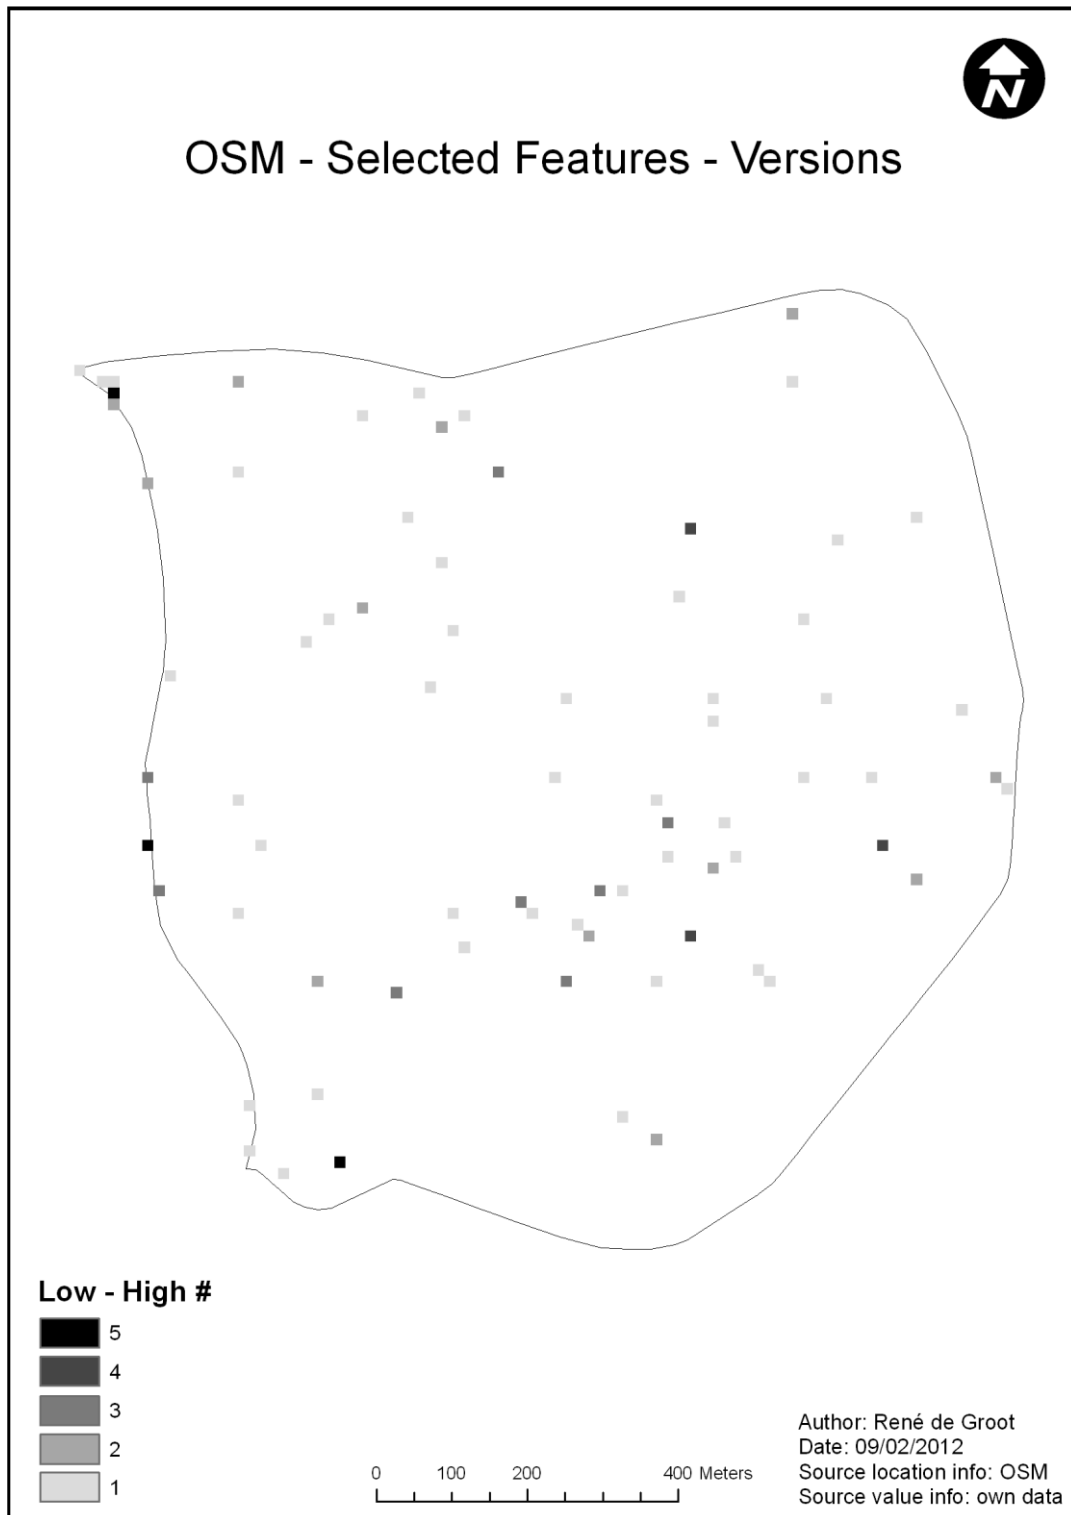 N
OSM - Selected Features - Versions
Low - High #
5
4
3
2
1
0 100 200 400 Meters
Author: René de Groot
Date: 09/02/2012
Source location info: OSM
Source value info: own data